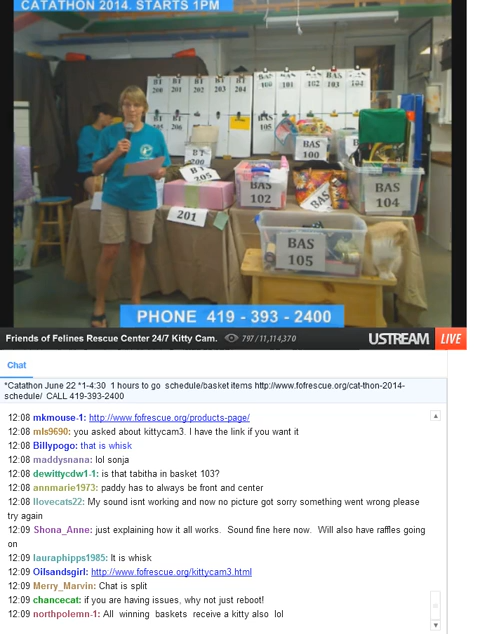 CATATHON 2014. STARTS 1PM
BT 200
BT 201
BT 202
BT 203
BT 204
BAS 100
BAS 101
BAS 102
BAS 103
BAS 104
BT 205
BT 206
BAS 105
BT 200
BT 205
201
BAS 100
BAS 102
BAS
BAS 104
BAS 105
PHONE 419 - 393 - 2400
Friends of Felines Rescue Center 24/7 Kitty Cam. 797 / 11,114,370 USTREAM LIVE
Chat
*Catathon June 22 *1-4:30 1 hours to go schedule/basket items http://www.fofrescue.org/cat-thon-2014-
schedule/ CALL 419-393-2400
12:08 mkmouse-1: http://www.fofrescue.org/products-page/
12:08 mls9690: you asked about kittycam3. I have the link if you want it
12:08 Billypogo: that is whisk
12:08 maddysnana: lol sonja
12:08 dewittycdw1-1: is that tabitha in basket 103?
12:08 annmarie1973: paddy has to always be front and center
12:08 Ilovecats22: My sound isnt working and now no picture got sorry something went wrong please
try again
12:09 Shona_Anne: just explaining how it all works. Sound fine here now. Will also have raffles going
on
12:09 lauraphipps1985: It is whisk
12:09 Oilsandsgirl: http://www.fofrescue.org/kittycam3.html
12:09 Merry_Marvin: Chat is split
12:09 chancecat: if you are having issues, why not just reboot!
12:09 northpolemn-1: All winning baskets receive a kitty also lol